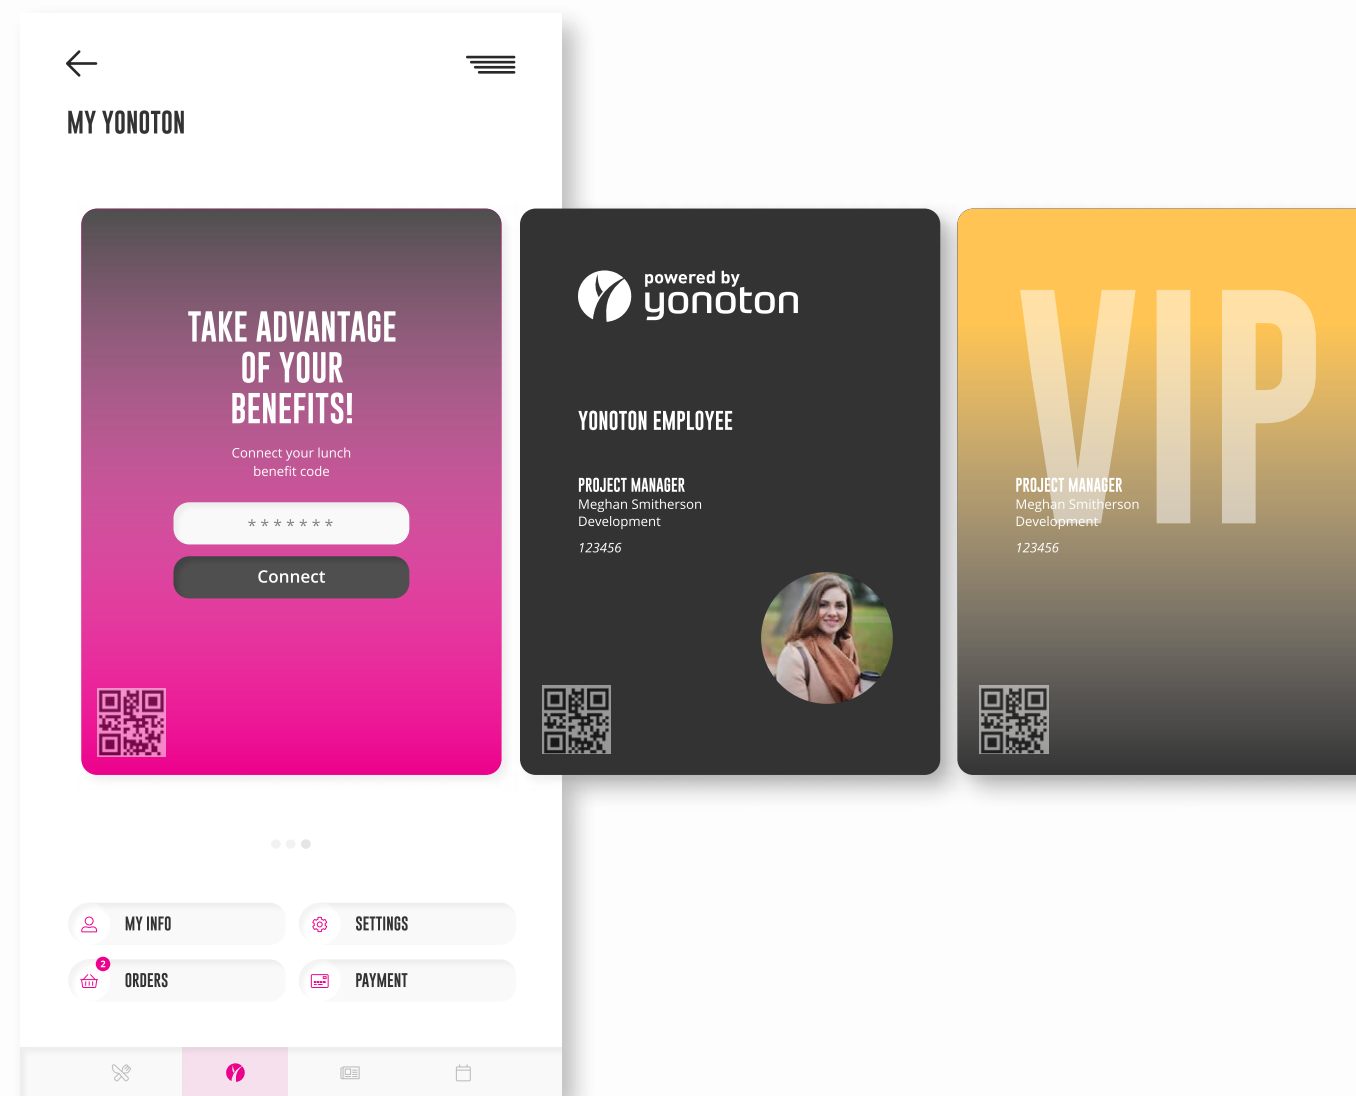 MY YONOTON
TAKE ADVANTAGE
OF YOUR
BENEFITS!
Connect your lunch
benefit code
*******
Connect
powered by
yonoton
YONOTON EMPLOYEE
PROJECT MANAGER
Meghan Smitherson
Development
123456
VIP
PROJECT MANAGER
Meghan Smitherson
Development
123456
MY INFO
SETTINGS
2
ORDERS
PAYMENT